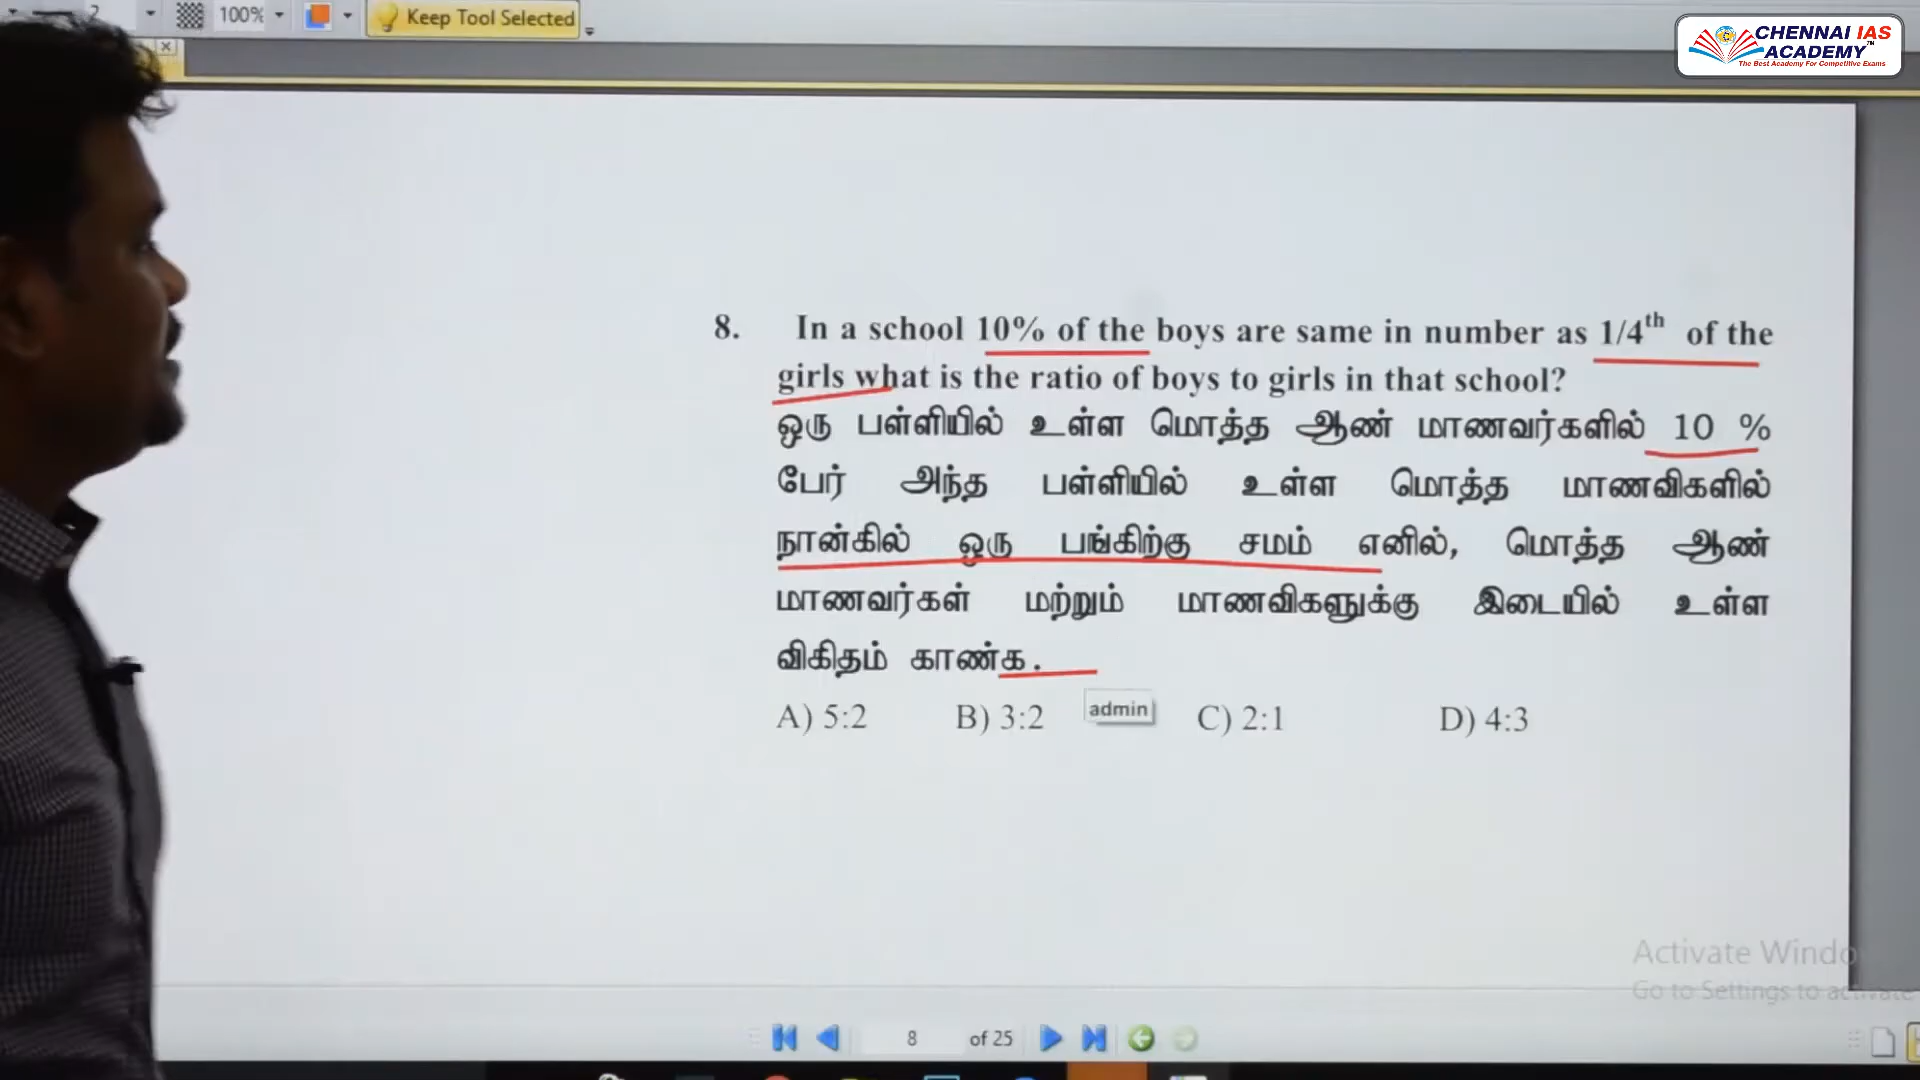 100%
Keep Tool Selected
CHENNAI IAS
ACADEMY
The Best Academy For Competitive Exams
8. In a school 10% of the boys are same in number as 1/4th of the
girls what is the ratio of boys to girls in that school?
ஒரு பள்ளியில் உள்ள மொத்த ஆண் மாணவர்களில் 10 %
பேர் அந்த பள்ளியில் உள்ள மொத்த மாணவிகளில்
நான்கில் ஒரு பங்கிற்கு சமம் எனில், மொத்த ஆண்
மாணவர்கள் மற்றும் மாணவிகளுக்கு இடையில் உள்ள
விகிதம் காண்க.
A) 5:2 B) 3:2 C) 2:1 D) 4:3
admin
Activate Windo
Go to Settings to activate
8 of 25